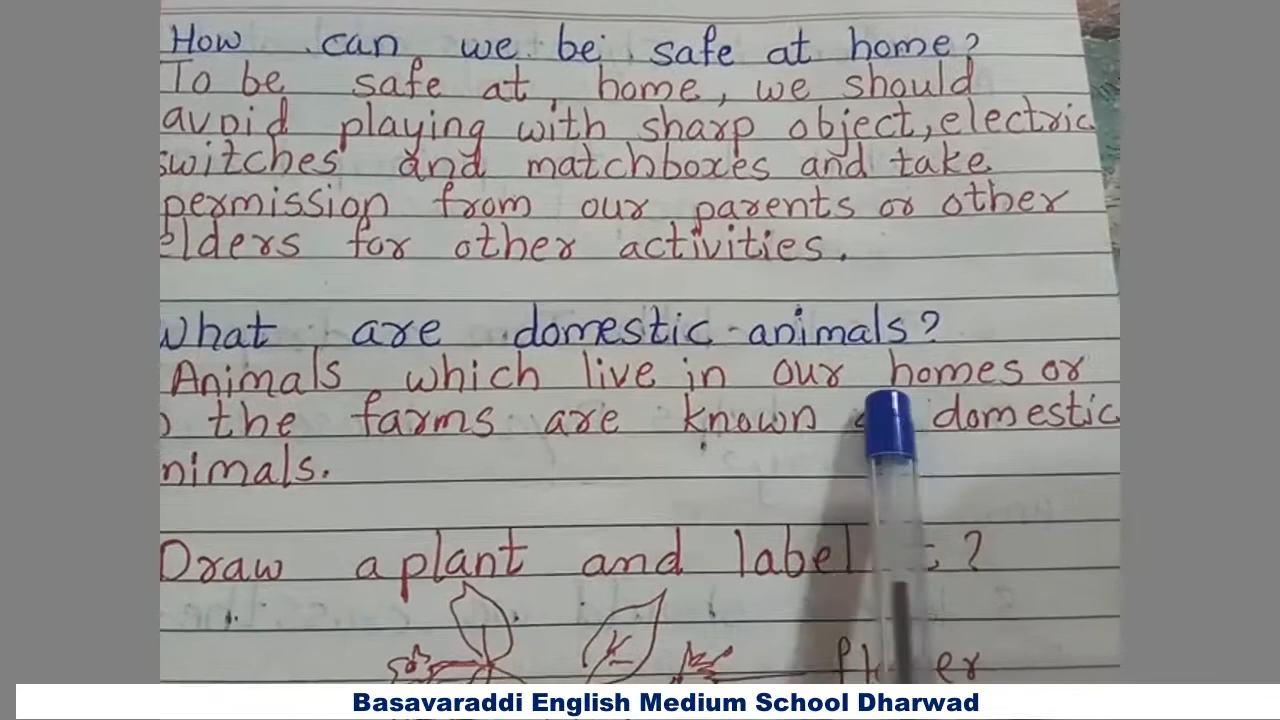 How can we be safe at home?
To be safe at home, we should
avoid playing with sharp object, electric
switches and matchboxes and take
permission from our parents or other
elders for other activities.
What are domestic animals?
Animals which live in our homes or
the farms are known domestic
nimals.
Draw a plant and label ?
Basavaraddi English Medium School Dharwad